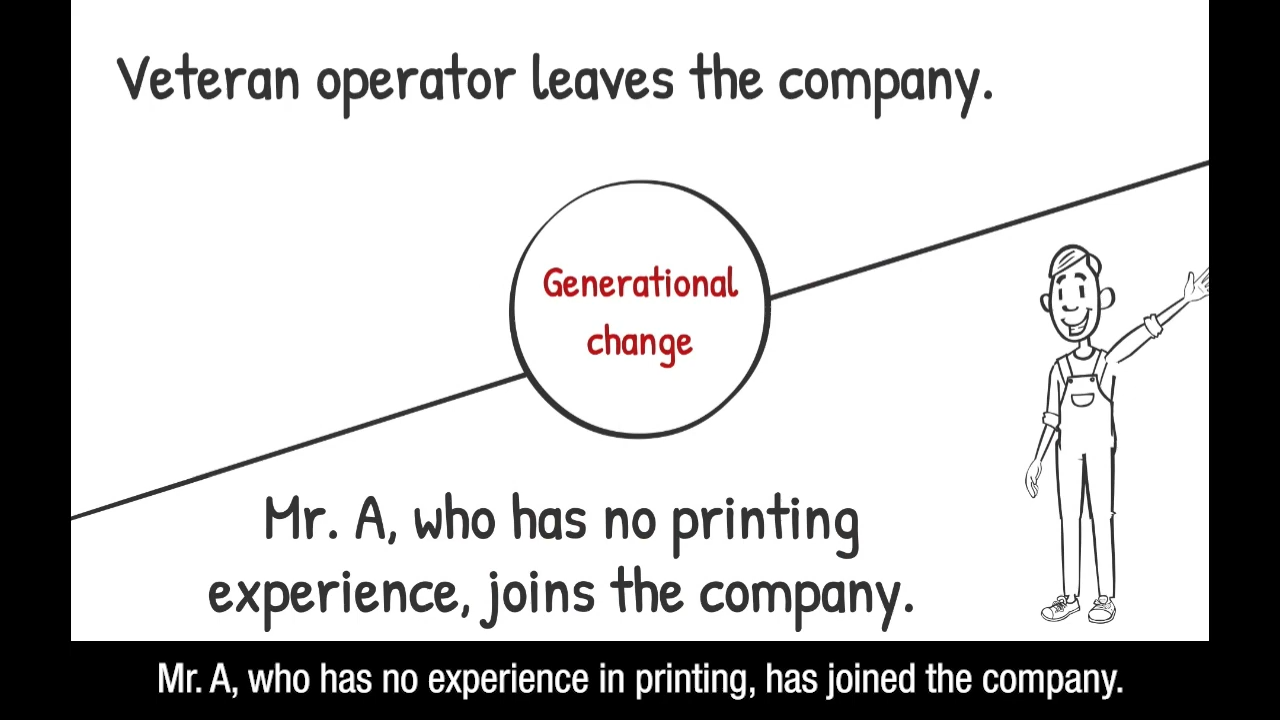 Veteran operator leaves the company.
Generational
change
Mr. A, who has no printing
experience, joins the company.
Mr. A, who has no experience in printing, has joined the company.